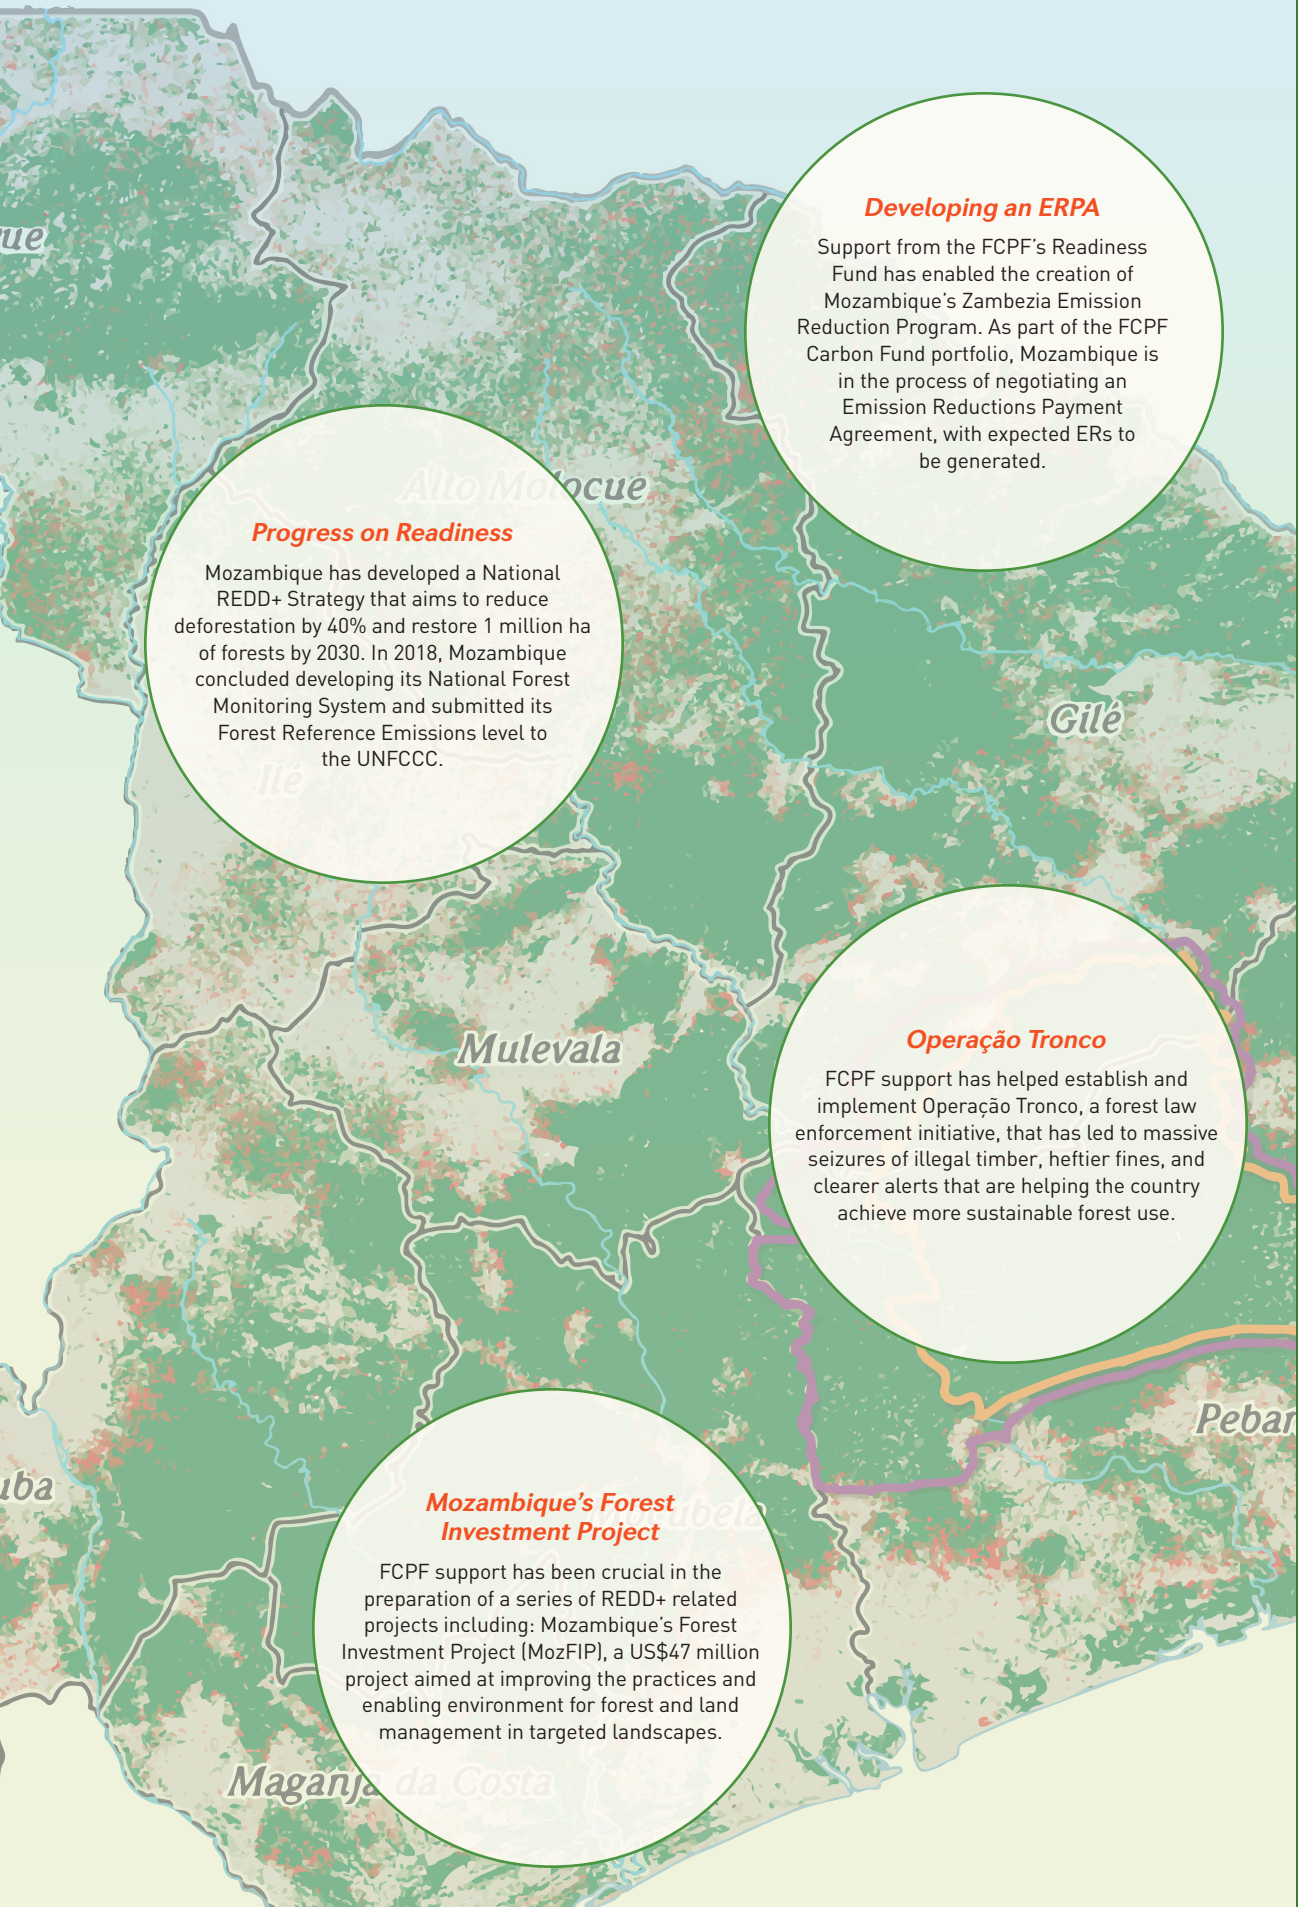 Developing an ERPA
Support from the FCPF’s Readiness
Fund has enabled the creation of
Mozambique’s Zambezia Emission
Reduction Program. As part of the FCPF
Carbon Fund portfolio, Mozambique is
in the process of negotiating an
Emission Reductions Payment
Agreement, with expected ERs to
be generated.
Alto Molocué
Progress on Readiness
Mozambique has developed a National
REDD+ Strategy that aims to reduce
deforestation by 40% and restore 1 million ha
of forests by 2030. In 2018, Mozambique
concluded developing its National Forest
Monitoring System and submitted its
Forest Reference Emissions level to
the UNFCCC.
Ilé
Gilé
Mulevala
Operação Tronco
FCPF support has helped establish and
implement Operação Tronco, a forest law
enforcement initiative, that has led to massive
seizures of illegal timber, heftier fines, and
clearer alerts that are helping the country
achieve more sustainable forest use.
Mozambique’s Forest
Investment Project
FCPF support has been crucial in the
preparation of a series of REDD+ related
projects including: Mozambique’s Forest
Investment Project (MozFIP), a US$47 million
project aimed at improving the practices and
enabling environment for forest and land
management in targeted landscapes.
Maganja da Costa